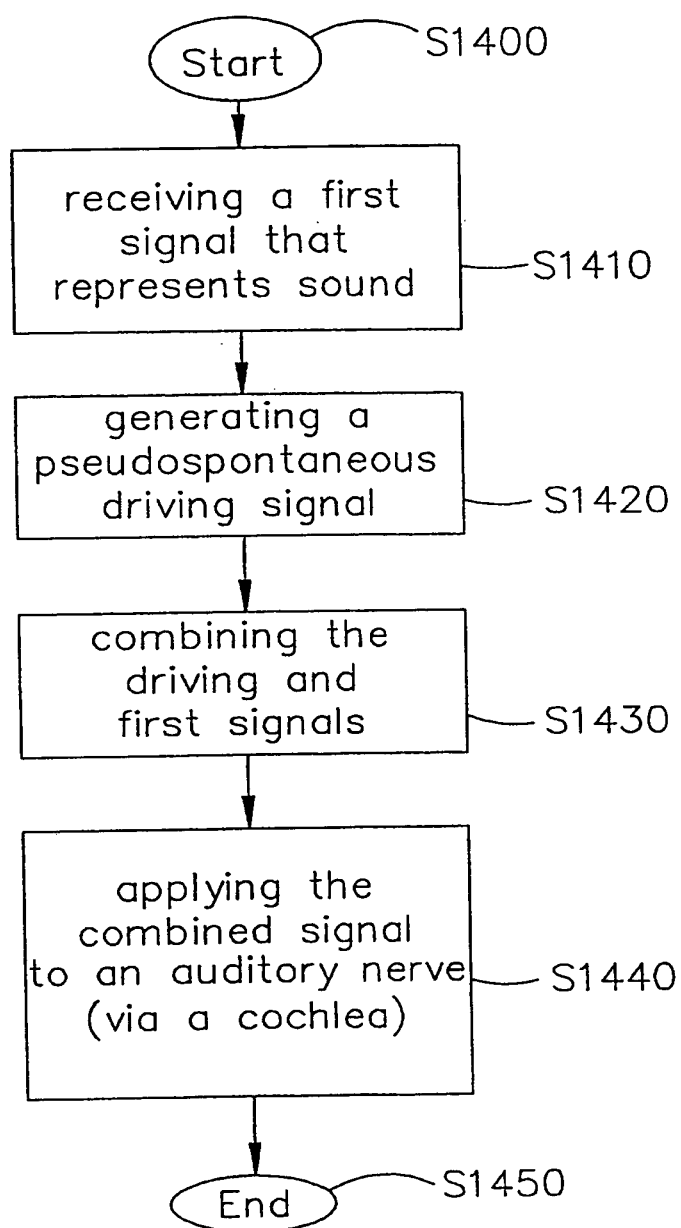 Start
S1400
receiving a first
signal that
represents sound
S1410
generating a
pseudospontaneous
driving signal
S1420
combining the
driving and
first signals
S1430
applying the
combined signal
to an auditory nerve
(via a cochlea)
S1440
End
S1450